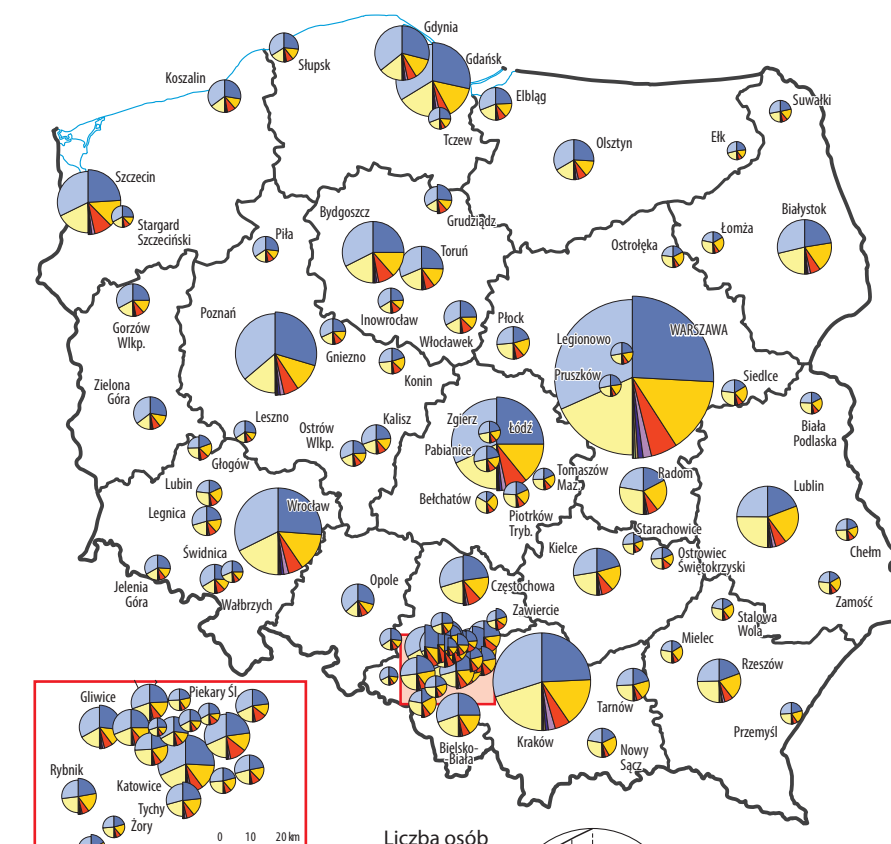 Gdynia
Słupsk
Gdańsk
Koszalin
Elbląg
Suwałki
Tczew
Olsztyn
Ełk
Szczecin
Stargard
Szczeciński
Bydgoszcz
Grudziądz
Białystok
Piła
Toruń
Ostrołęka
Łomża
Gorzów
Wlkp.
Poznań
Inowrocław
Włocławek
Płock
Legionowo
WARSZAWA
Gniezno
Konin
Pruszków
Siedlce
Zielona
Góra
Leszno
Ostrów
Wlkp.
Kalisz
Zgierz
Łódź
Biała
Podlaska
Głogów
Pabianice
Tomaszów
Maz.
Radom
Lubin
Legnica
Wrocław
Bełchatów
Piotrków
Tryb.
Lublin
Starachowice
Chełm
Świdnica
Kielce
Ostrowiec
Świętokrzyski
Jelenia
Góra
Wałbrzych
Opole
Częstochowa
Zamość
Zawiercie
Stalowa
Wola
Mielec
Rzeszów
Gliwice
Piekary Śl
Tarnów
Przemyśl
Kraków
Bielsko-
-Biała
Nowy
Sącz
Rybnik
Katowice
Tychy
Żory
0 10 20 km
Liczba osób